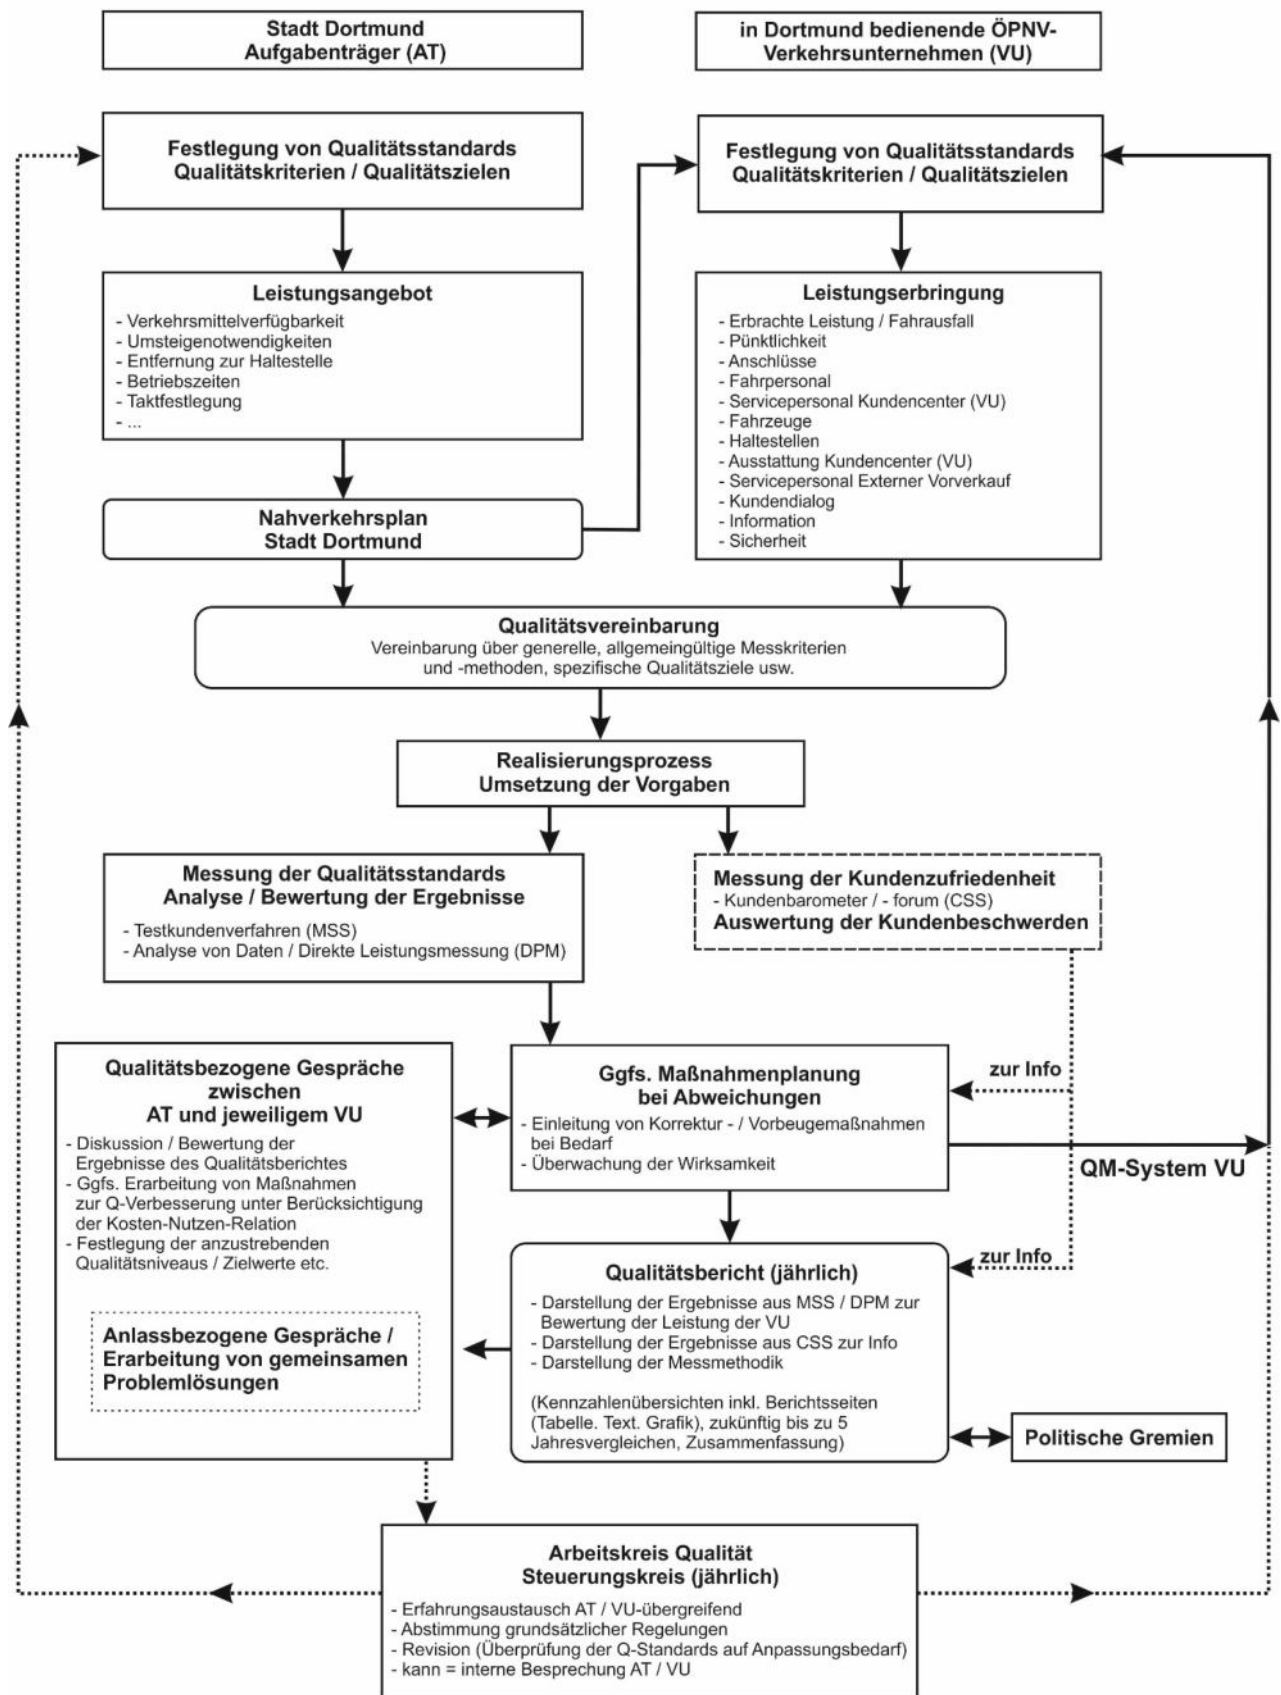 Stadt Dortmund
Aufgabenträger (AT)
in Dortmund bedienende ÖPNV-
Verkehrsunternehmen (VU)
Festlegung von Qualitätsstandards
Qualitätskriterien / Qualitätszielen
Festlegung von Qualitätsstandards
Qualitätskriterien / Qualitätszielen
Leistungsangebot
- Verkehrsmittelverfügbarkeit
- Umsteigenotwendigkeiten
- Entfernung zur Haltestelle
- Betriebszeiten
- Taktfestlegung
- ...
Leistungserbringung
- Erbrachte Leistung / Fahrausfall
- Pünktlichkeit
- Anschlüsse
- Fahrpersonal
- Servicepersonal Kundencenter (VU)
- Fahrzeuge
- Haltestellen
- Ausstattung Kundencenter (VU)
- Servicepersonal Externer Vorverkauf
- Kundendialog
- Information
- Sicherheit
Nahverkehrsplan
Stadt Dortmund
Qualitätsvereinbarung
Vereinbarung über generelle, allgemeingültige Messkriterien
und -methoden, spezifische Qualitätsziele usw.
Realisierungsprozess
Umsetzung der Vorgaben
Messung der Qualitätsstandards
Analyse / Bewertung der Ergebnisse
- Testkundenverfahren (MSS)
- Analyse von Daten / Direkte Leistungsmessung (DPM)
Messung der Kundenzufriedenheit
- Kundenbarometer / - forum (CSS)
Auswertung der Kundenbeschwerden
Qualitätsbezogene Gespräche
zwischen
AT und jeweiligem VU
- Diskussion / Bewertung der
Ergebnisse des Qualitätsberichtes
- Ggfs. Erarbeitung von Maßnahmen
zur Q-Verbesserung unter Berücksichtigung
der Kosten-Nutzen-Relation
- Festlegung der anzustrebenden
Qualitätsniveaus / Zielwerte etc.
Anlassbezogene Gespräche /
Erarbeitung von gemeinsamen
Problemlösungen
Ggfs. Maßnahmenplanung
bei Abweichungen
- Einleitung von Korrektur - / Vorbeugemaßnahmen
bei Bedarf
- Überwachung der Wirksamkeit
zur Info
QM-System VU
zur Info
Qualitätsbericht (jährlich)
- Darstellung der Ergebnisse aus MSS / DPM zur
Bewertung der Leistung der VU
- Darstellung der Ergebnisse aus CSS zur Info
- Darstellung der Messmethodik
(Kennzahlenübersichten inkl. Berichtsseiten
(Tabelle. Text. Grafik), zukünftig bis zu 5
Jahresvergleichen, Zusammenfassung)
Politische Gremien
Arbeitskreis Qualität
Steuerungskreis (jährlich)
- Erfahrungsaustausch AT / VU-übergreifend
- Abstimmung grundsätzlicher Regelungen
- Revision (Überprüfung der Q-Standards auf Anpassungsbedarf)
- kann = interne Besprechung AT / VU